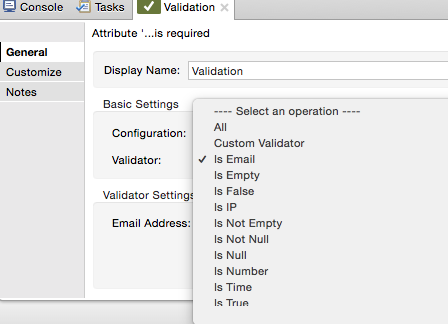 Console Tasks Validation
Attribute '...is required
General
Customize
Notes
Display Name: Validation
Basic Settings
Configuration:
Validator:
Validator Settings
Email Address:
---- Select an operation ----
All
Custom Validator
✓ Is Email
Is Empty
Is False
Is IP
Is Not Empty
Is Not Null
Is Null
Is Number
Is Time
Is True